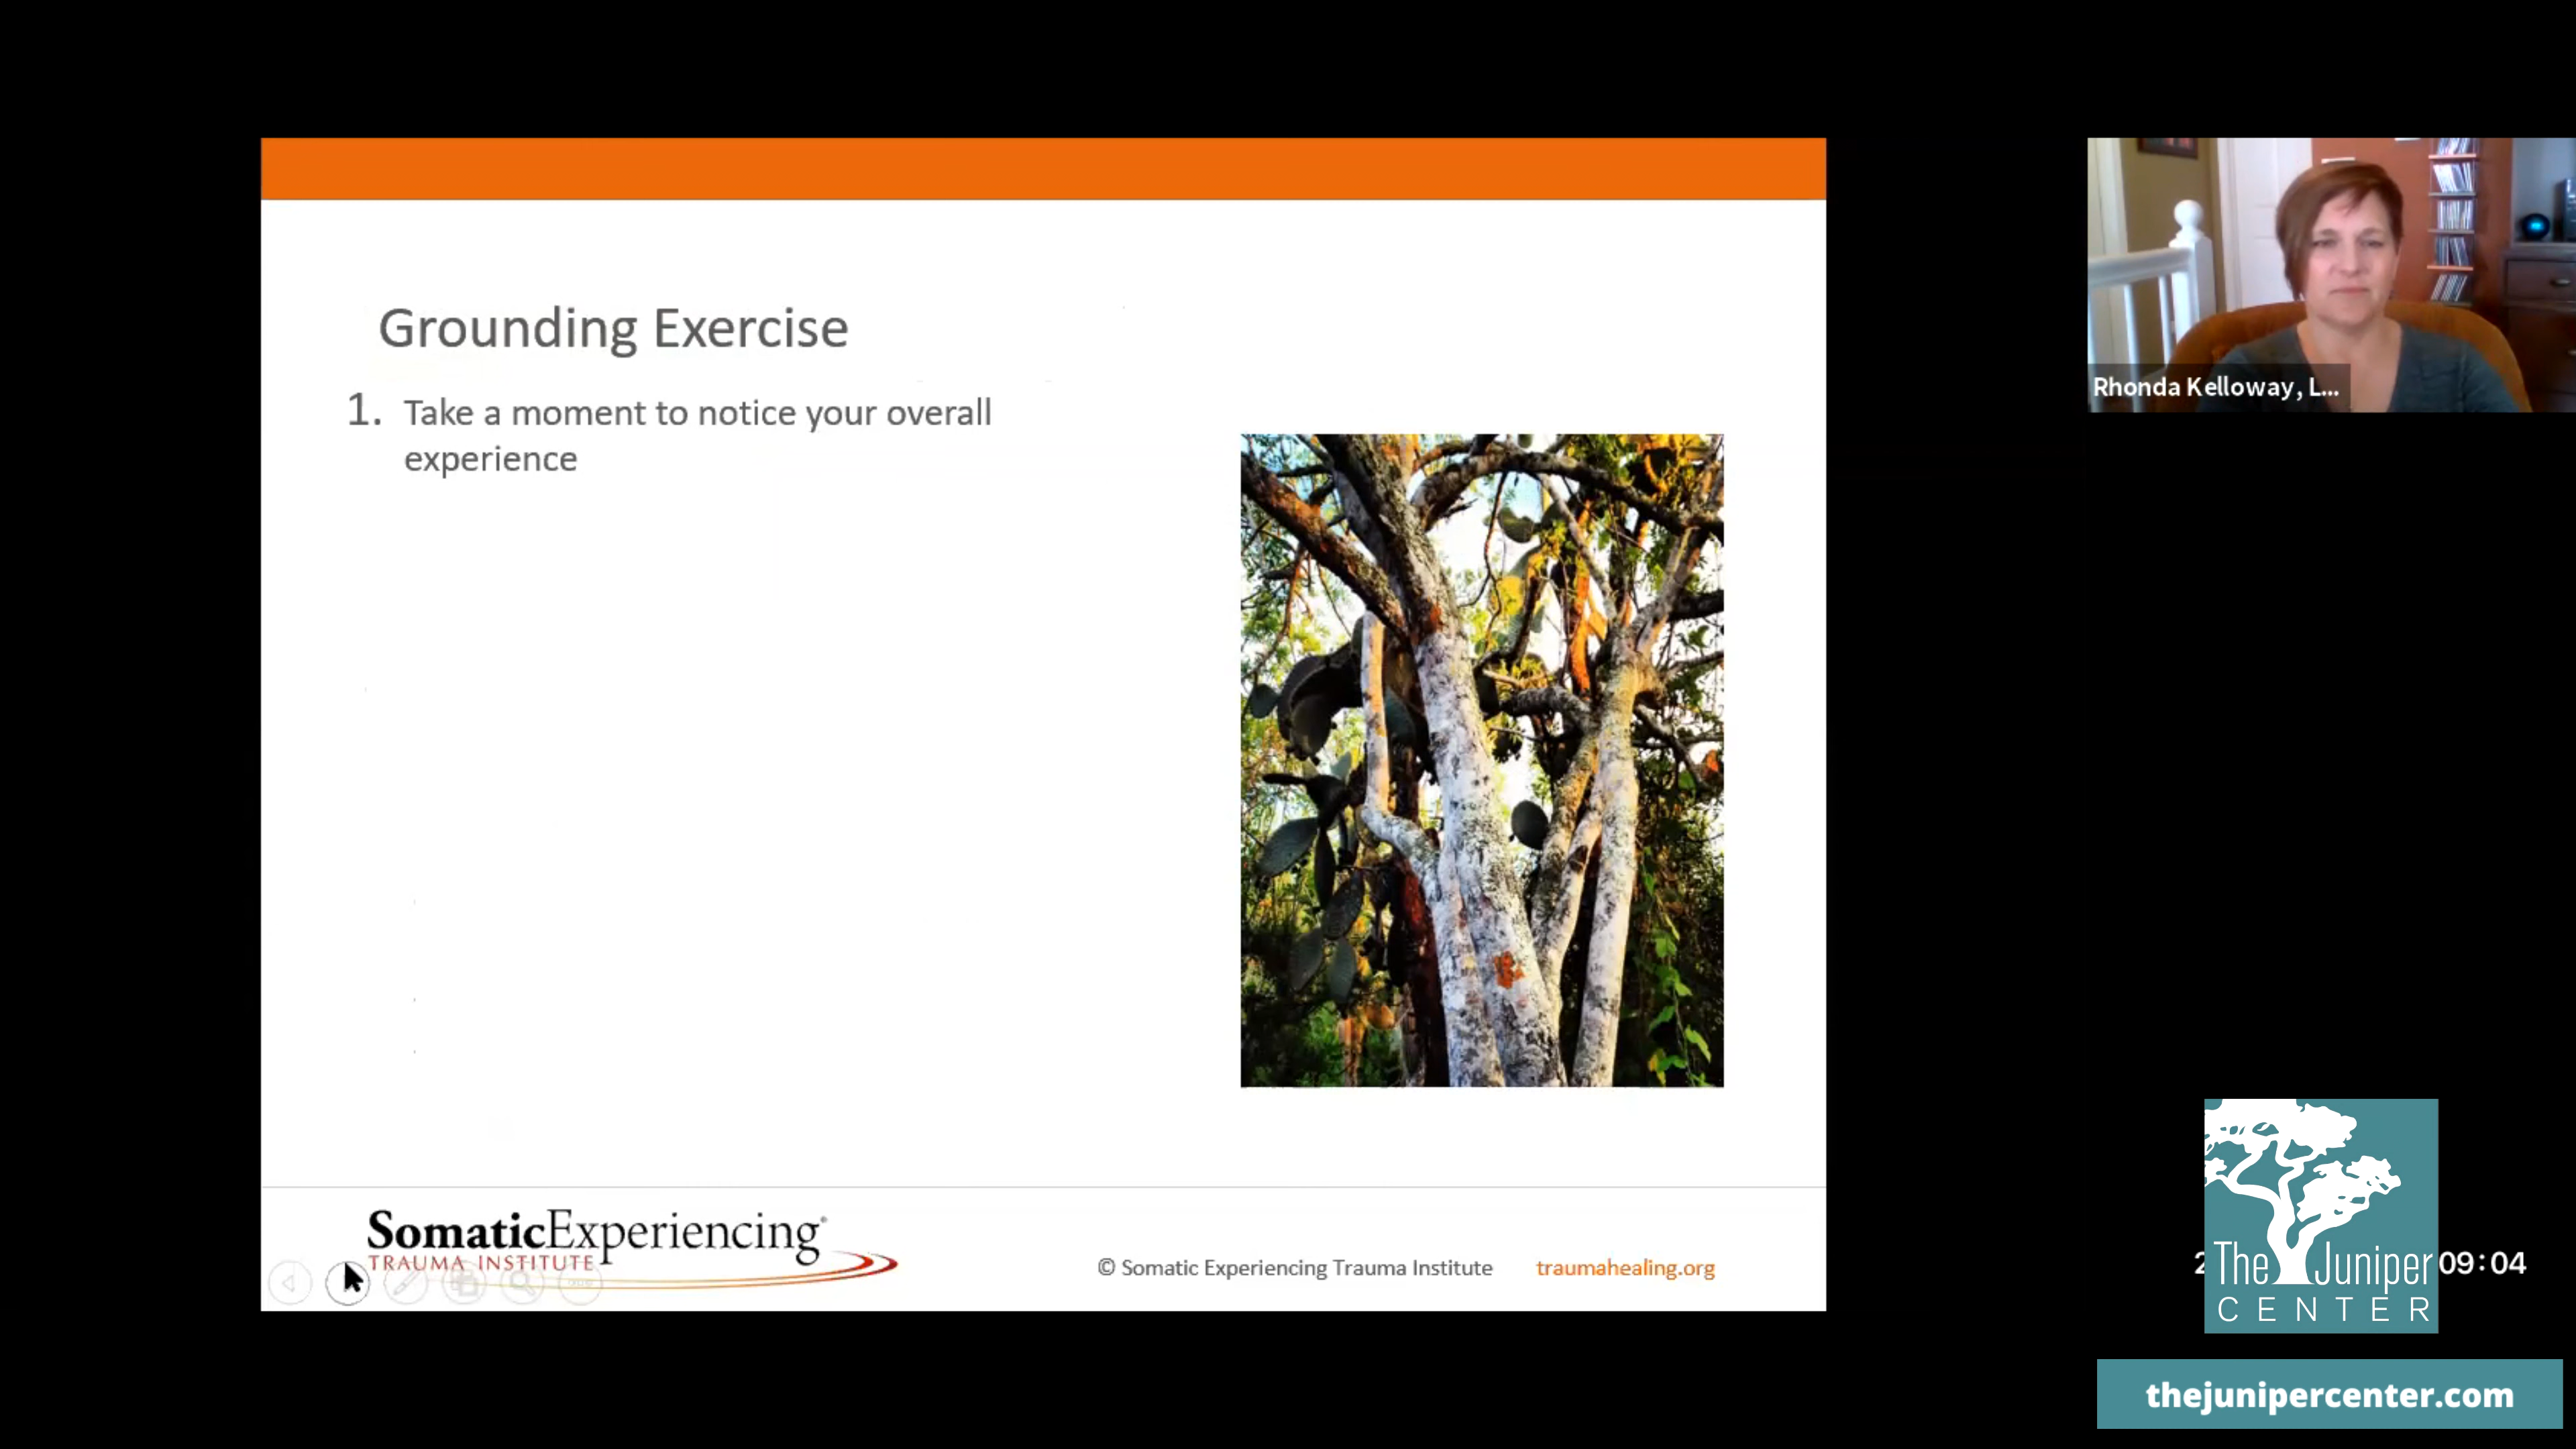 Grounding Exercise
1. Take a moment to notice your overall
experience
Rhonda Kelloway, L...
SomaticExperiencing®
TRAUMA INSTITUTE
© Somatic Experiencing Trauma Institute traumahealing.org
The Juniper
CENTER
09:04
thejunipercenter.com